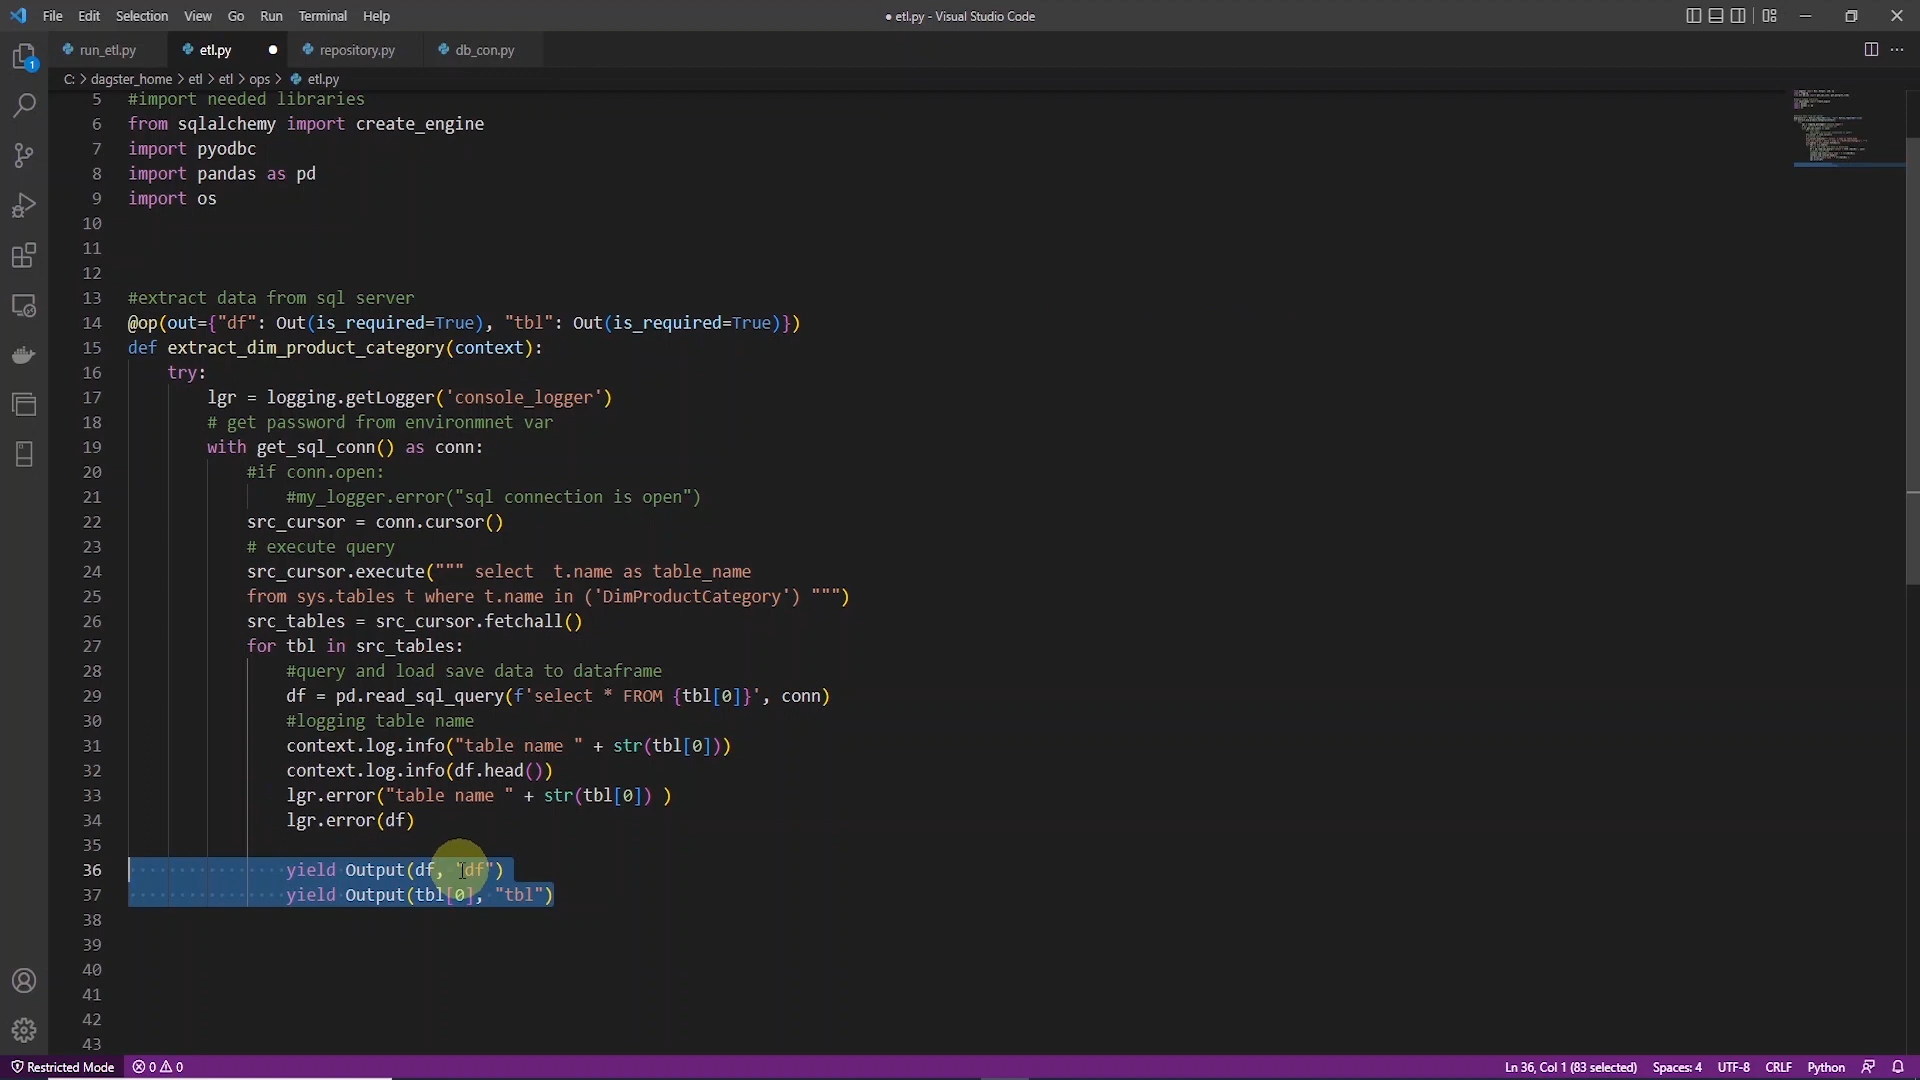 File Edit Selection View Go Run Terminal Help
● etl.py - Visual Studio Code
run_etl.py etl.py repository.py db_con.py
C: > dagster_home > etl > etl > ops > etl.py
5 #import needed libraries
6 from sqlalchemy import create_engine
7 import pyodbc
8 import pandas as pd
9 import os
10
11
12
13 #extract data from sql server
14 @op(out={"df": Out(is_required=True), "tbl": Out(is_required=True)})
15 def extract_dim_product_category(context):
16 try:
17 lgr = logging.getLogger('console_logger')
18 # get password from environmnet var
19 with get_sql_conn() as conn:
20 #if conn.open:
21 #my_logger.error("sql connection is open")
22 src_cursor = conn.cursor()
23 # execute query
24 src_cursor.execute(""" select  t.name as table_name
25 from sys.tables t where t.name in ('DimProductCategory') """)
26 src_tables = src_cursor.fetchall()
27 for tbl in src_tables:
28 #query and load save data to dataframe
29 df = pd.read_sql_query(f'select * FROM {tbl[0]}', conn)
30 #logging table name
31 context.log.info("table name " + str(tbl[0]))
32 context.log.info(df.head())
33 lgr.error("table name " + str(tbl[0]) )
34 lgr.error(df)
35
36 yield Output(df, "df")
37 yield Output(tbl[0], "tbl")
38
39
40
41
42
43
1
Restricted Mode 0 0 Ln 36, Col 1 (83 selected) Spaces: 4 UTF-8 CRLF Python